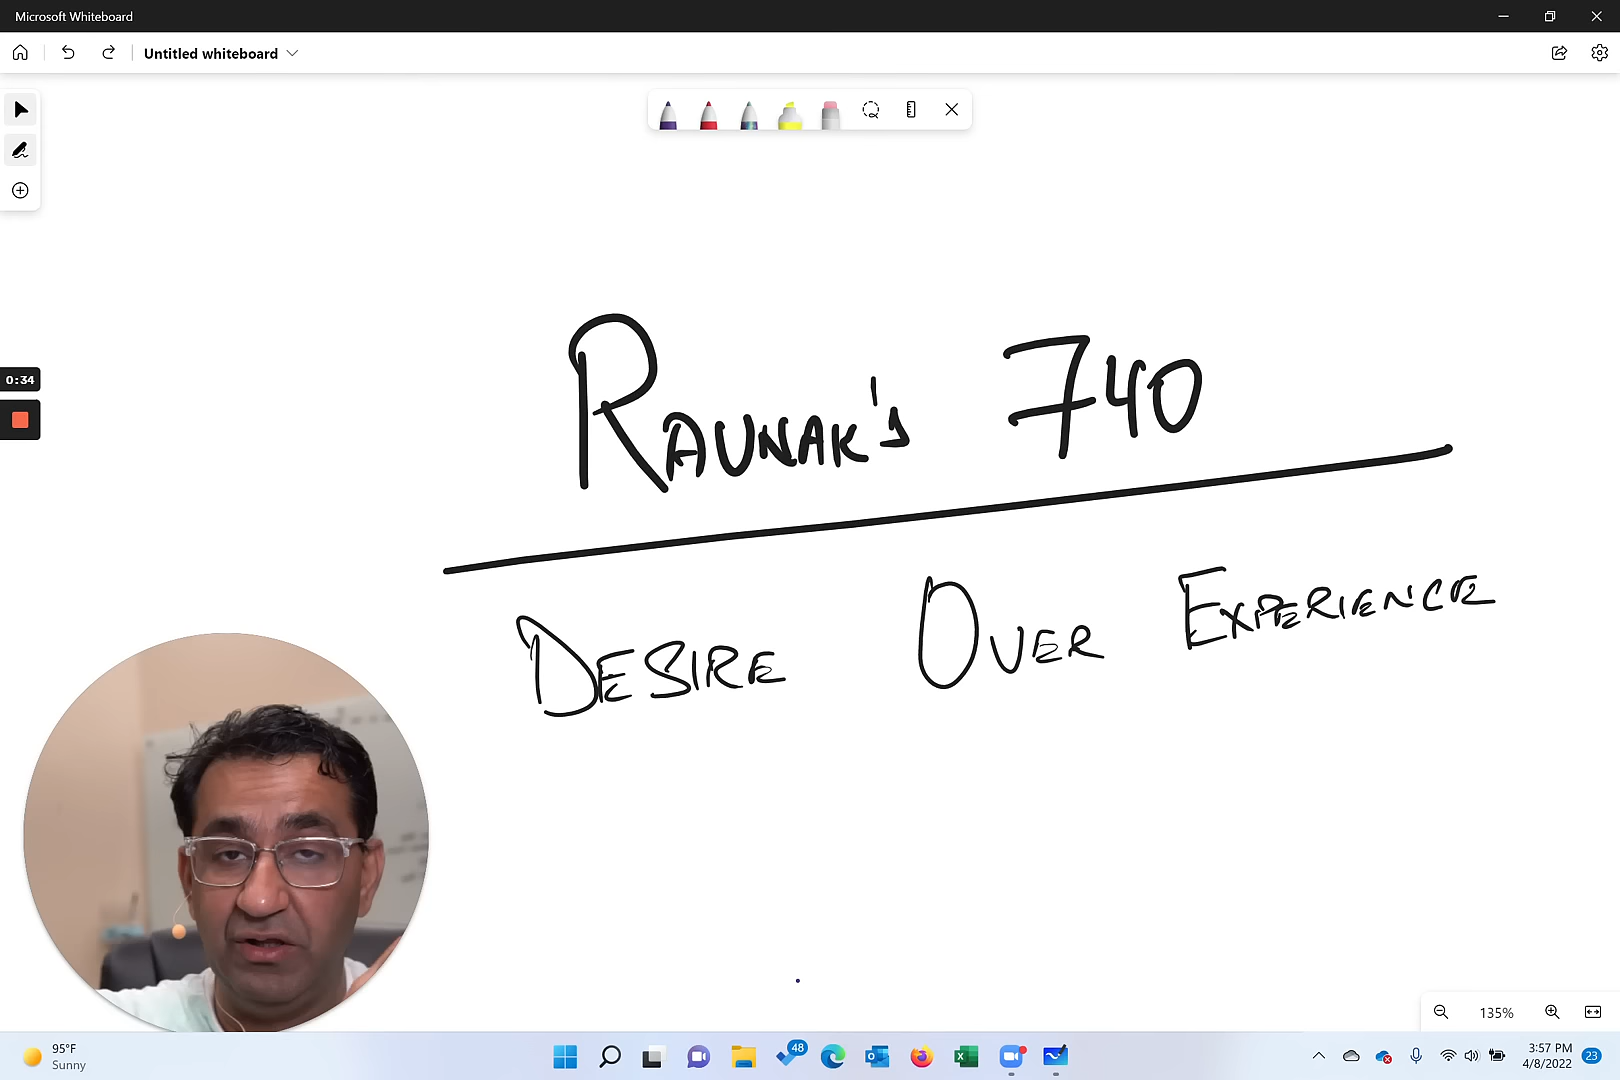 Microsoft Whiteboard
Untitled whiteboard
0:34
RAUNAK's 740
DESIRE OVER EXPERIENCE
135%
95°F
Sunny
48
3:57 PM
4/8/2022
23